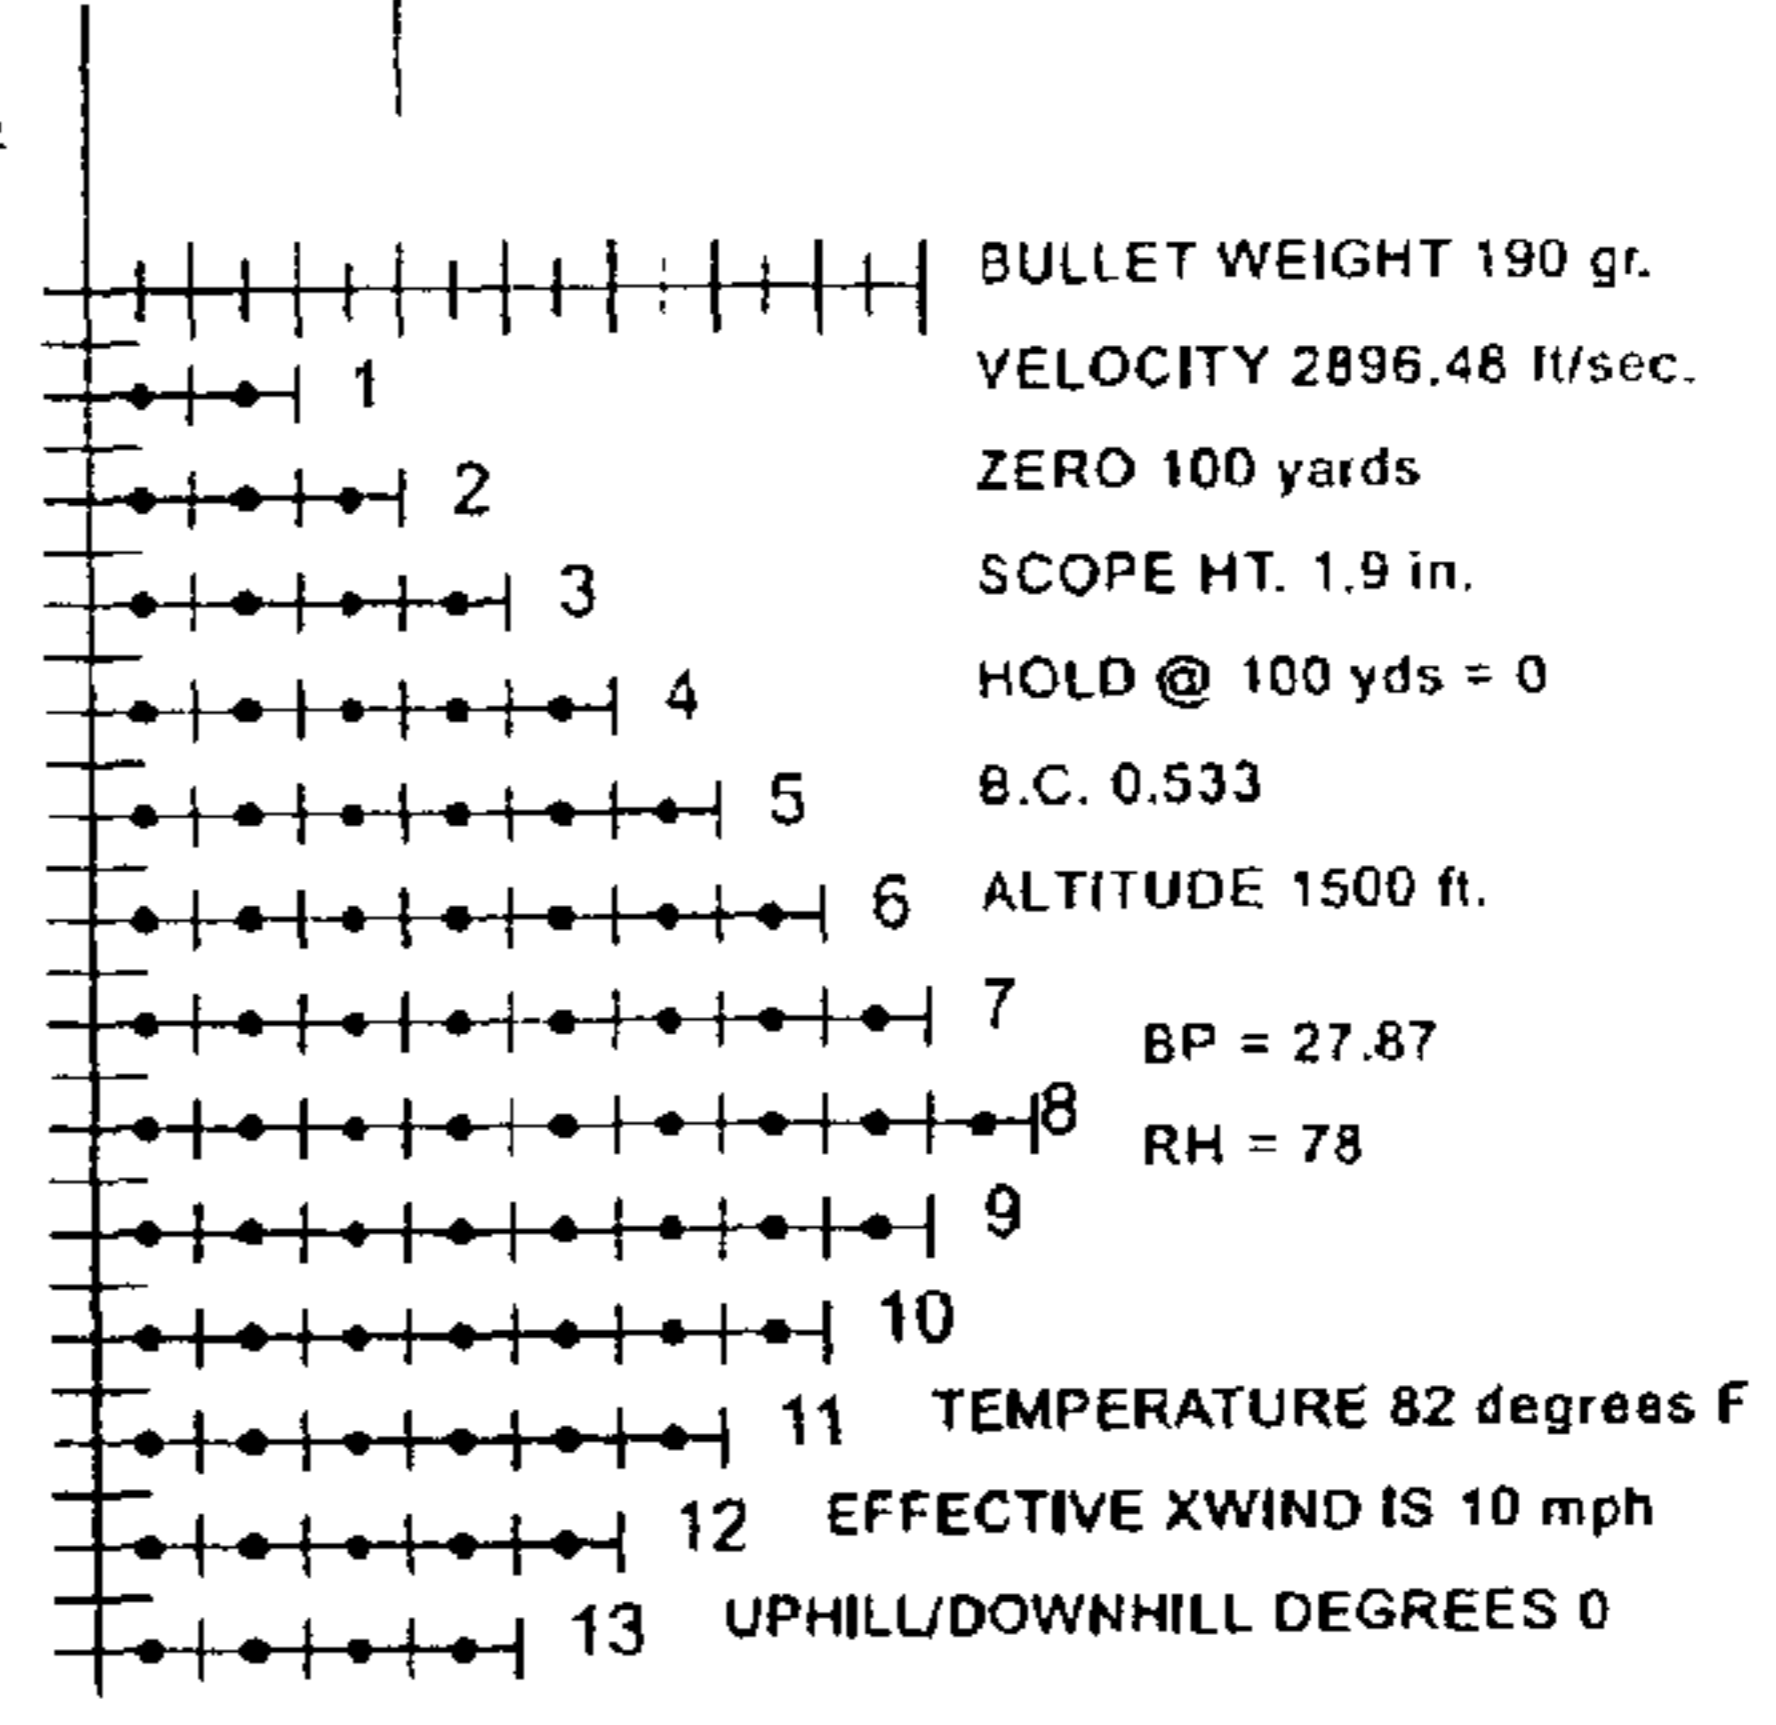 BULLET WEIGHT 190 gr.
1 VELOCITY 2896.48 ft/sec.
2 ZERO 100 yards
3 SCOPE HT. 1.9 in.
4 HOLD @ 100 yds = 0
5 B.C. 0.533
6 ALTITUDE 1500 ft.
7 BP = 27.87
8 RH = 78
9
10
11 TEMPERATURE 82 degrees F
12 EFFECTIVE XWIND IS 10 mph
13 UPHILL/DOWNHILL DEGREES 0